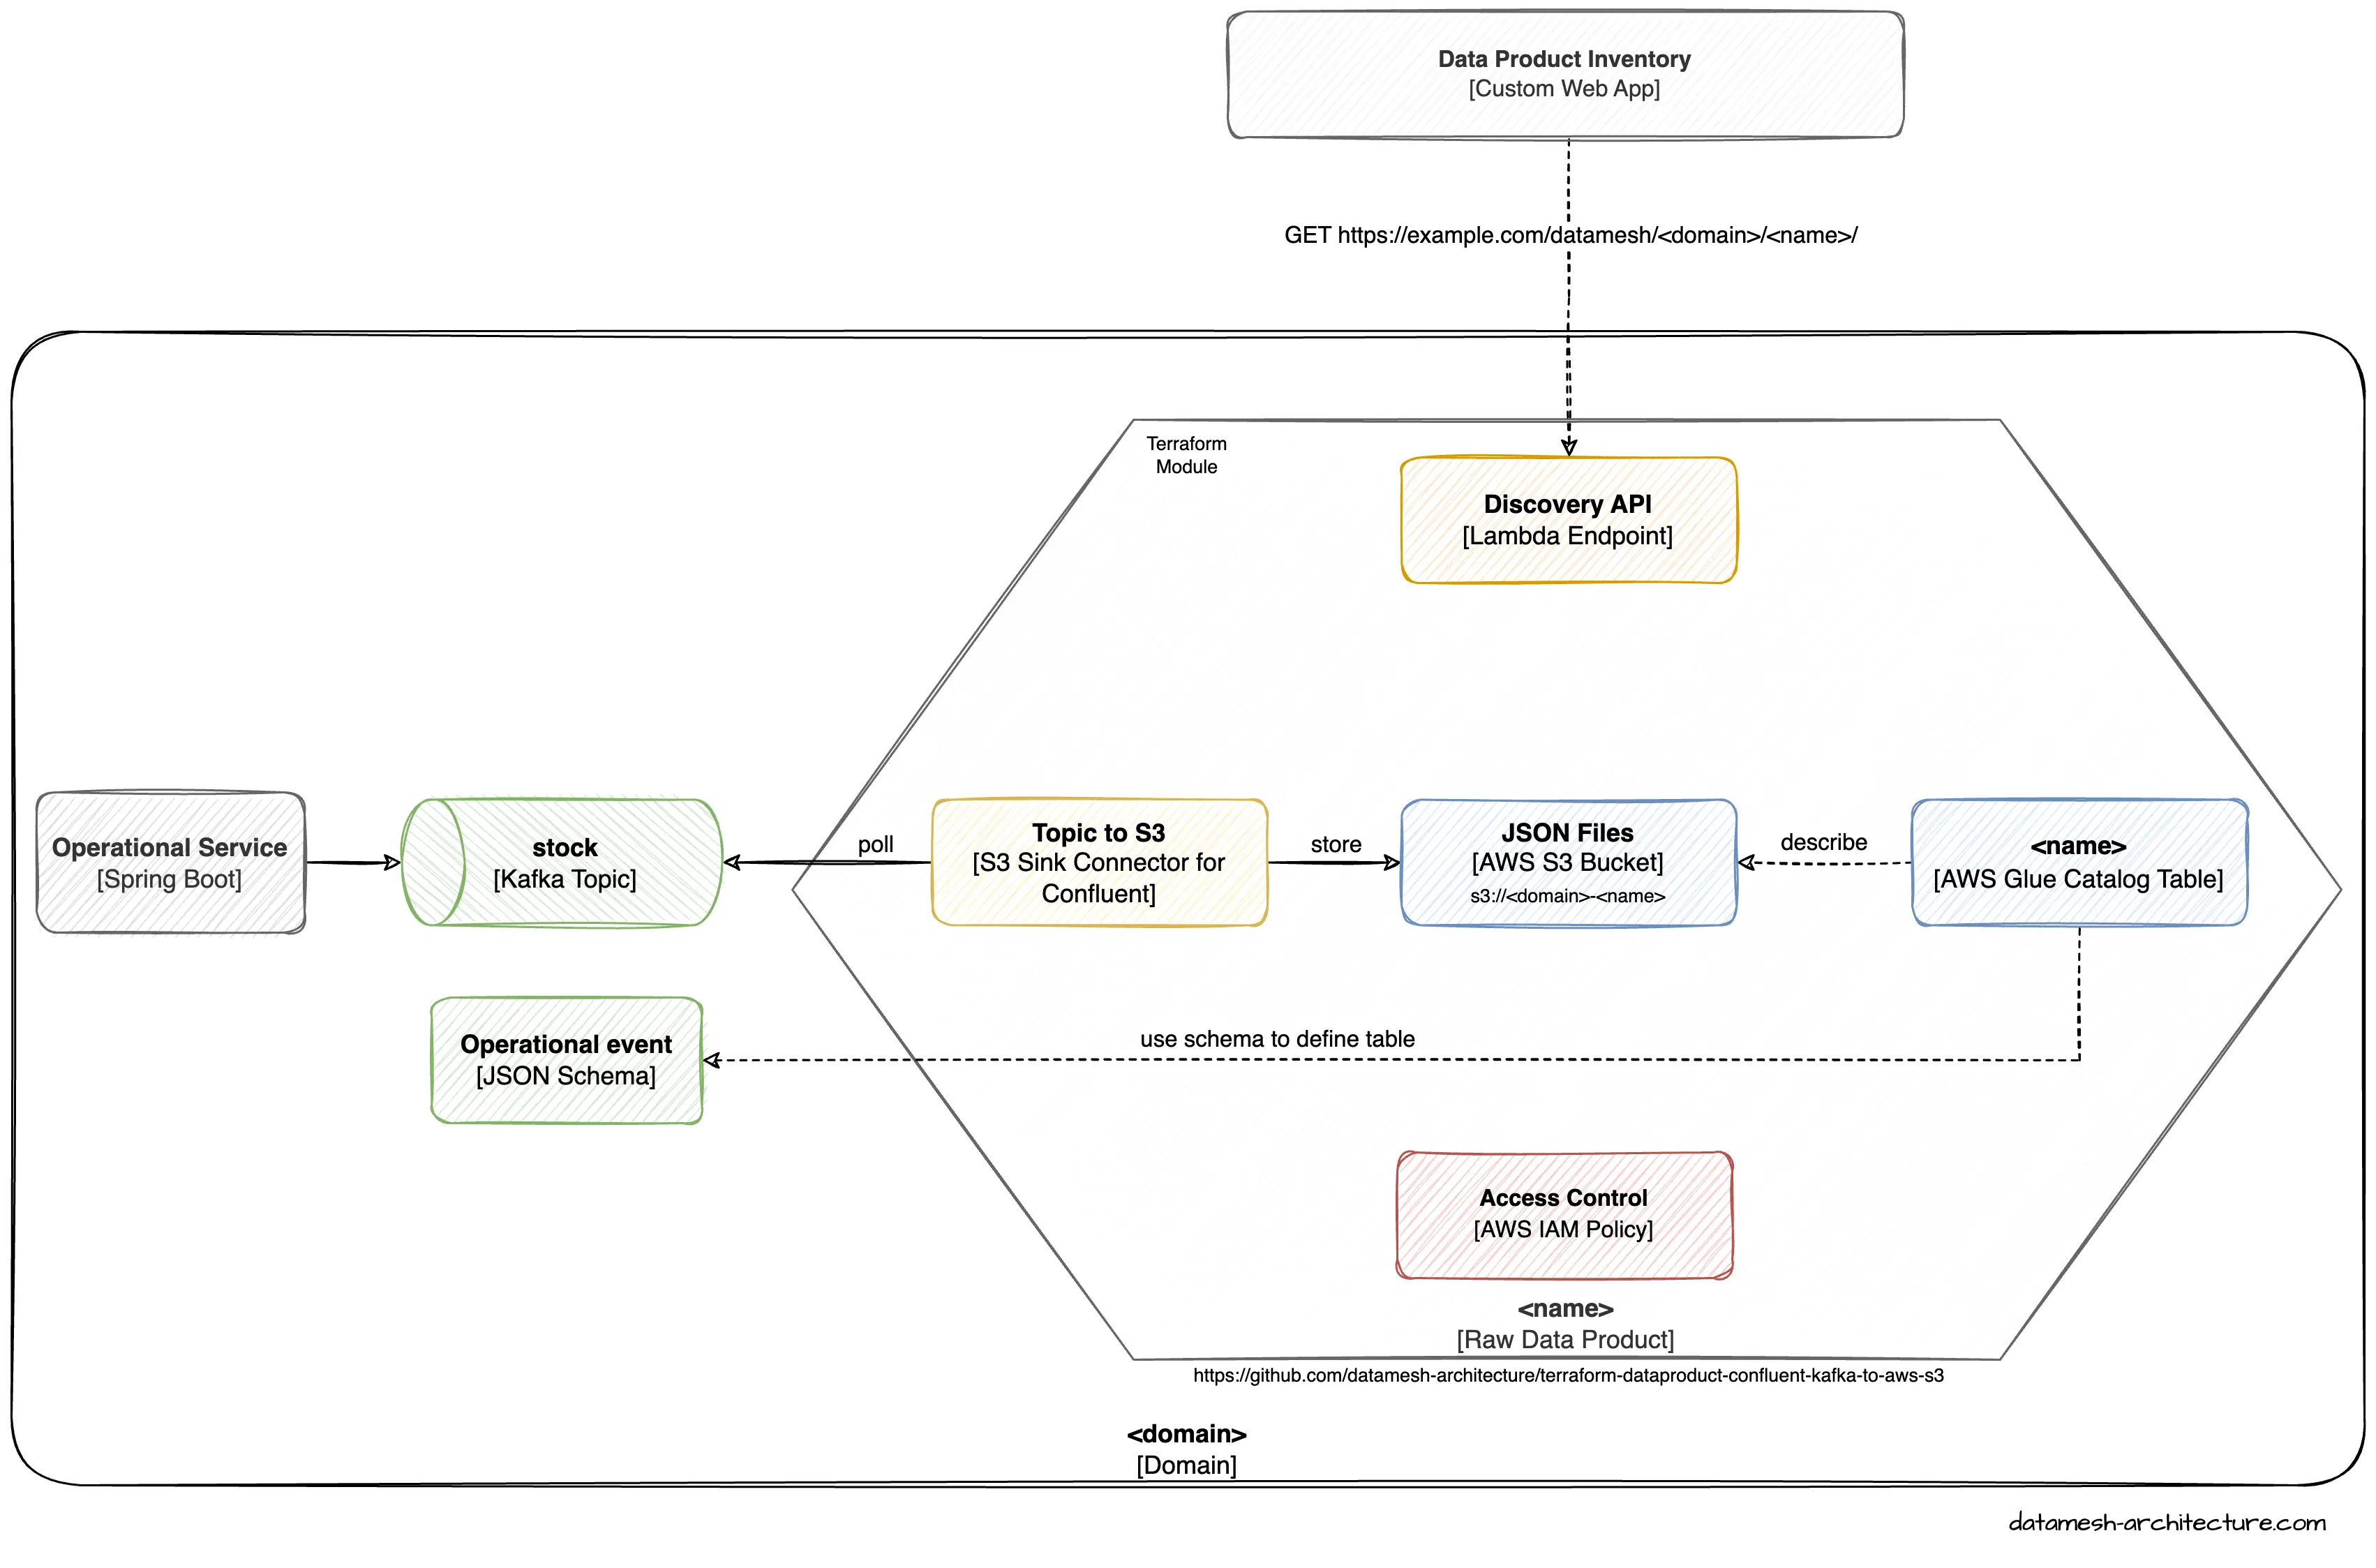 Data Product Inventory
[Custom Web App]
GET https://example.com/datamesh/<domain>/<name>/
Terraform
Module
Discovery API
[Lambda Endpoint]
Operational Service
[Spring Boot]
stock
[Kafka Topic]
poll
Topic to S3
[S3 Sink Connector for
Confluent]
store
JSON Files
[AWS S3 Bucket]
s3://<domain>-<name>
describe
<name>
[AWS Glue Catalog Table]
Operational event
[JSON Schema]
use schema to define table
Access Control
[AWS IAM Policy]
<name>
[Raw Data Product]
https://github.com/datamesh-architecture/terraform-dataproduct-confluent-kafka-to-aws-s3
<domain>
[Domain]
datamesh-architecture.com